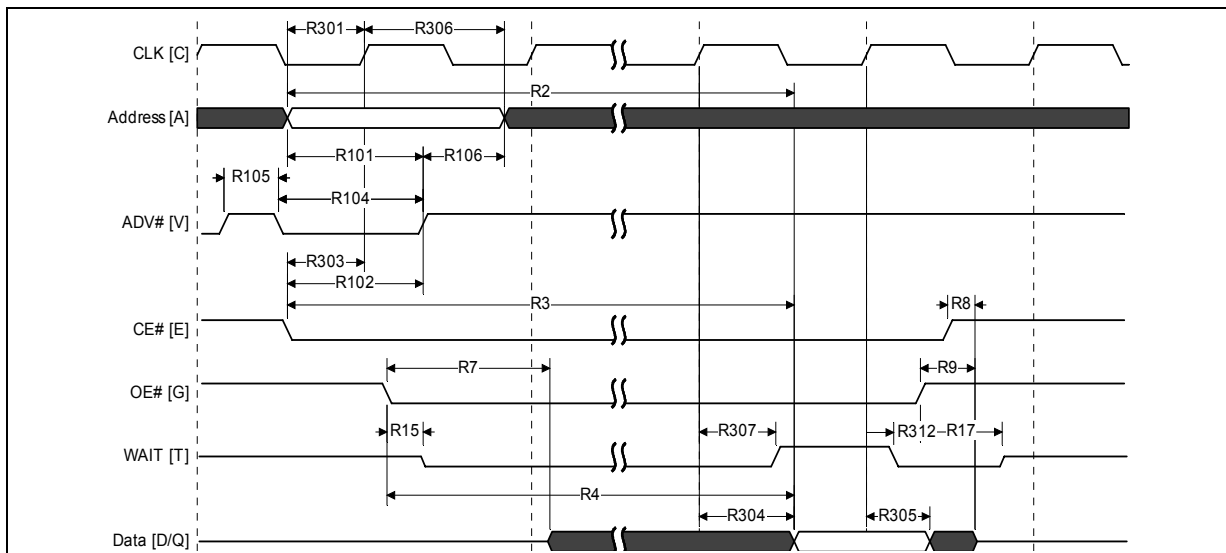 R301 R306
CLK [C]
R2
Address [A]
R101 R106
R105
R104
ADV# [V]
R303
R102
R3
R8
CE# [E]
R7
R9
OE# [G]
R15 R307 R312 R17
WAIT [T]
R4
R304 R305
Data [D/Q]